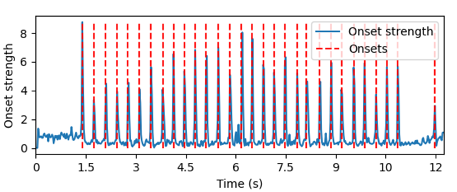 Onset strength
8
6
4
2
0
Onset strength
Onsets
0 1.5 3 4.5 6 7.5 9 10.5 12
Time (s)